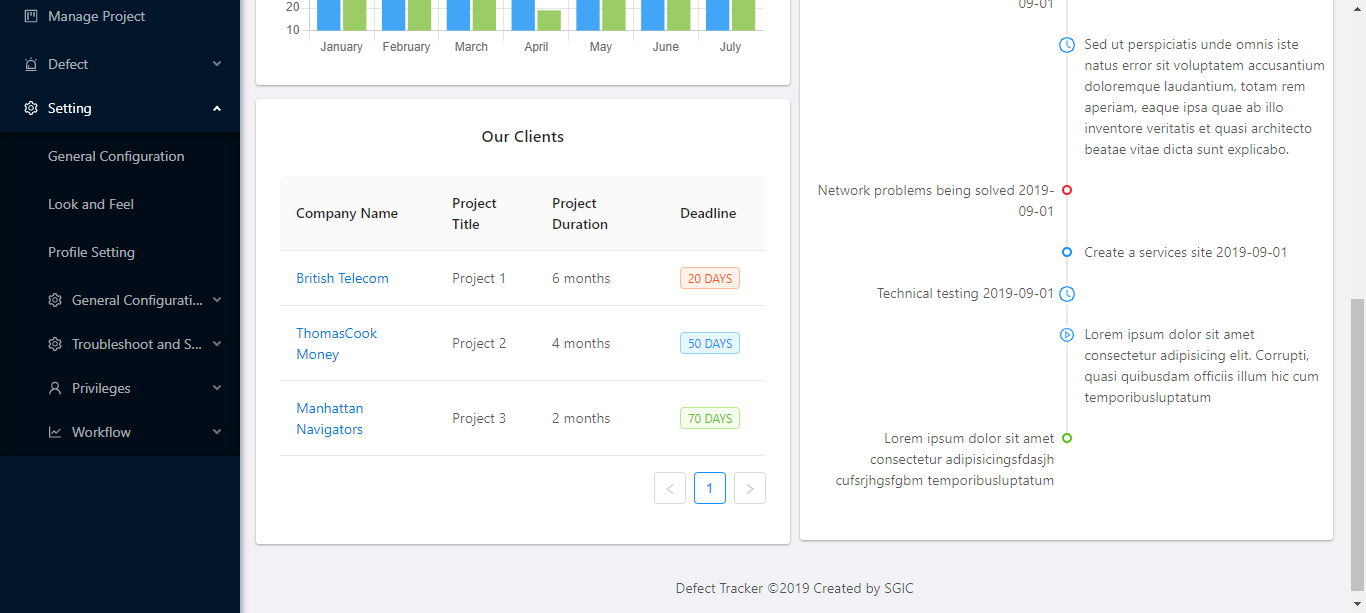 Manage Project
Defect
Setting
General Configuration
Look and Feel
Profile Setting
General Configurati...
Troubleshoot and S...
Privileges
Workflow
20
10
January February March April May June July
Our Clients
Company Name Project Title Project Duration Deadline
British Telecom Project 1 6 months 20 DAYS
ThomasCook Money Project 2 4 months 50 DAYS
Manhattan Navigators Project 3 2 months 70 DAYS
< 1 >
09-01
Sed ut perspiciatis unde omnis iste
natus error sit voluptatem accusantium
doloremque laudantium, totam rem
aperiam, eaque ipsa quae ab illo
inventore veritatis et quasi architecto
beatae vitae dicta sunt explicabo.
Network problems being solved 2019-
09-01
Create a services site 2019-09-01
Technical testing 2019-09-01
Lorem ipsum dolor sit amet
consectetur adipisicing elit. Corrupti,
quasi quibusdam officiis illum hic cum
temporibusluptatum
Lorem ipsum dolor sit amet
consectetur adipisicingsfdasjh
cufsrjhgsfgbm temporibusluptatum
Defect Tracker ©2019 Created by SGIC